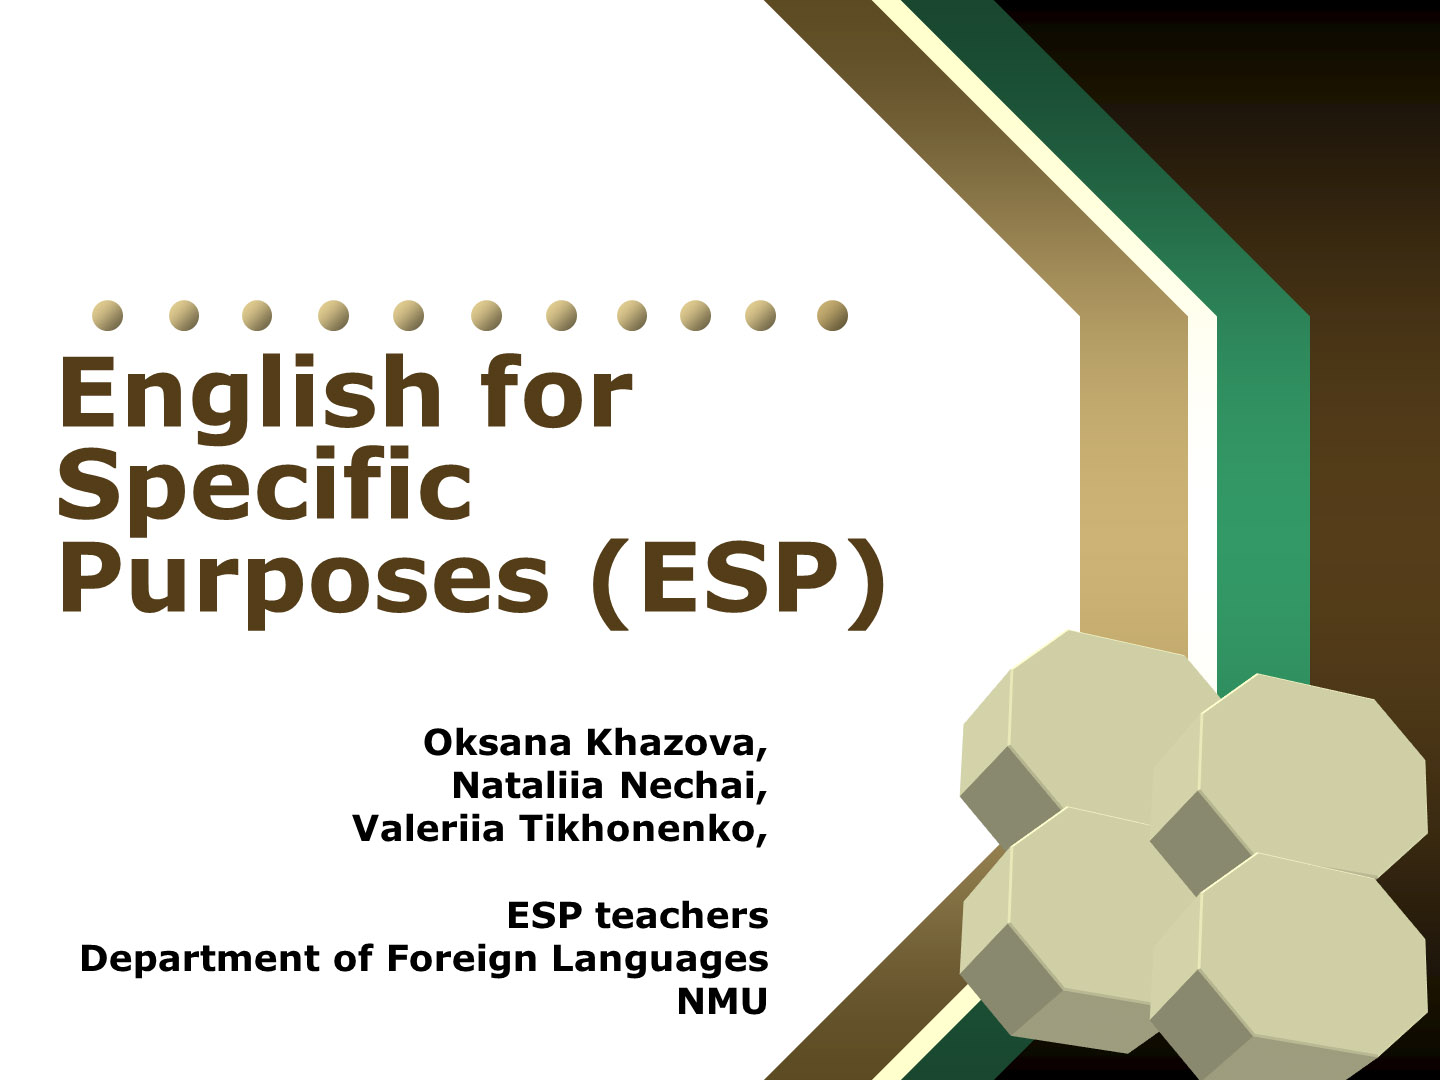 English for
Specific
Purposes (ESP)
Oksana Khazova,
Nataliia Nechai,
Valeriia Tikhonenko,
ESP teachers
Department of Foreign Languages
NMU